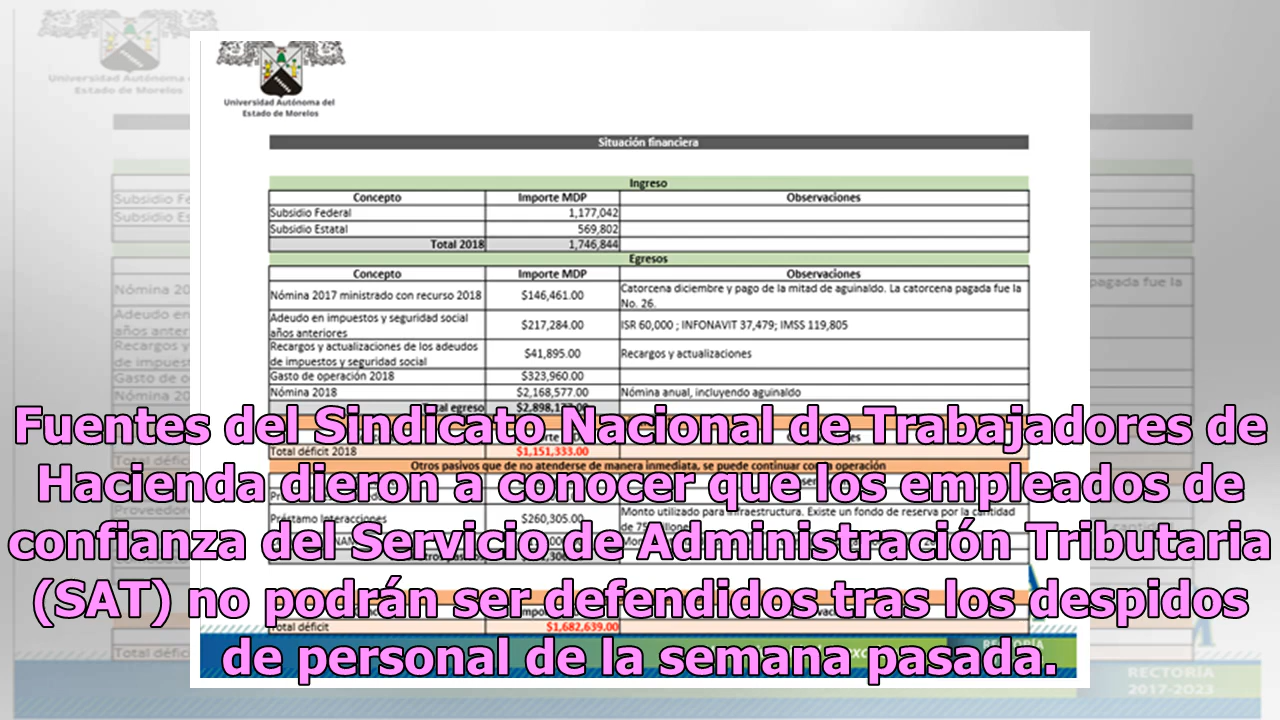 Universidad Autónoma del
Estado de Morelos
Situación financiera
Ingreso
Concepto Importe MDP Observaciones
Subsidio Federal 1,177,042
Subsidio Estatal 569,802
Total 2018 1,746,844
Egresos
Concepto Importe MDP Observaciones
Nómina 2017 ministrado con recurso 2018 $146,461.00 Catorcena diciembre y pago de la mitad de aguinaldo. La catorcena pagada fue la
No. 26.
Adeudo en impuestos y seguridad social
años anteriores $217,284.00 ISR 60,000 ; INFONAVIT 37,479; IMSS 119,805
Recargos y actualizaciones de los adeudos
de impuestos y seguridad social $41,895.00 Recargos y actualizaciones
Gasto de operación 2018 $323,960.00
Nómina 2018 $2,168,577.00 Nómina anual, incluyendo aguinaldo
Fuentes del Sindicato Nacional de Trabajadores de
Total déficit 2018 $1,151,333.00
Otros pasivos que de no atenderse de manera inmediata, se puede continuar con operación
Hacienda dieron a conocer que los empleados de
Préstamo Interacciones $260,305.00 Monto utilizado para infraestructura. Existe un fondo de reserva por la cantidad
confianza del Servicio de Administración Tributaria
(SAT) no podrán ser defendidos tras los despidos
Total déficit $1,682,639.00
de personal de la semana pasada.
RECTORÍA
2017-2023